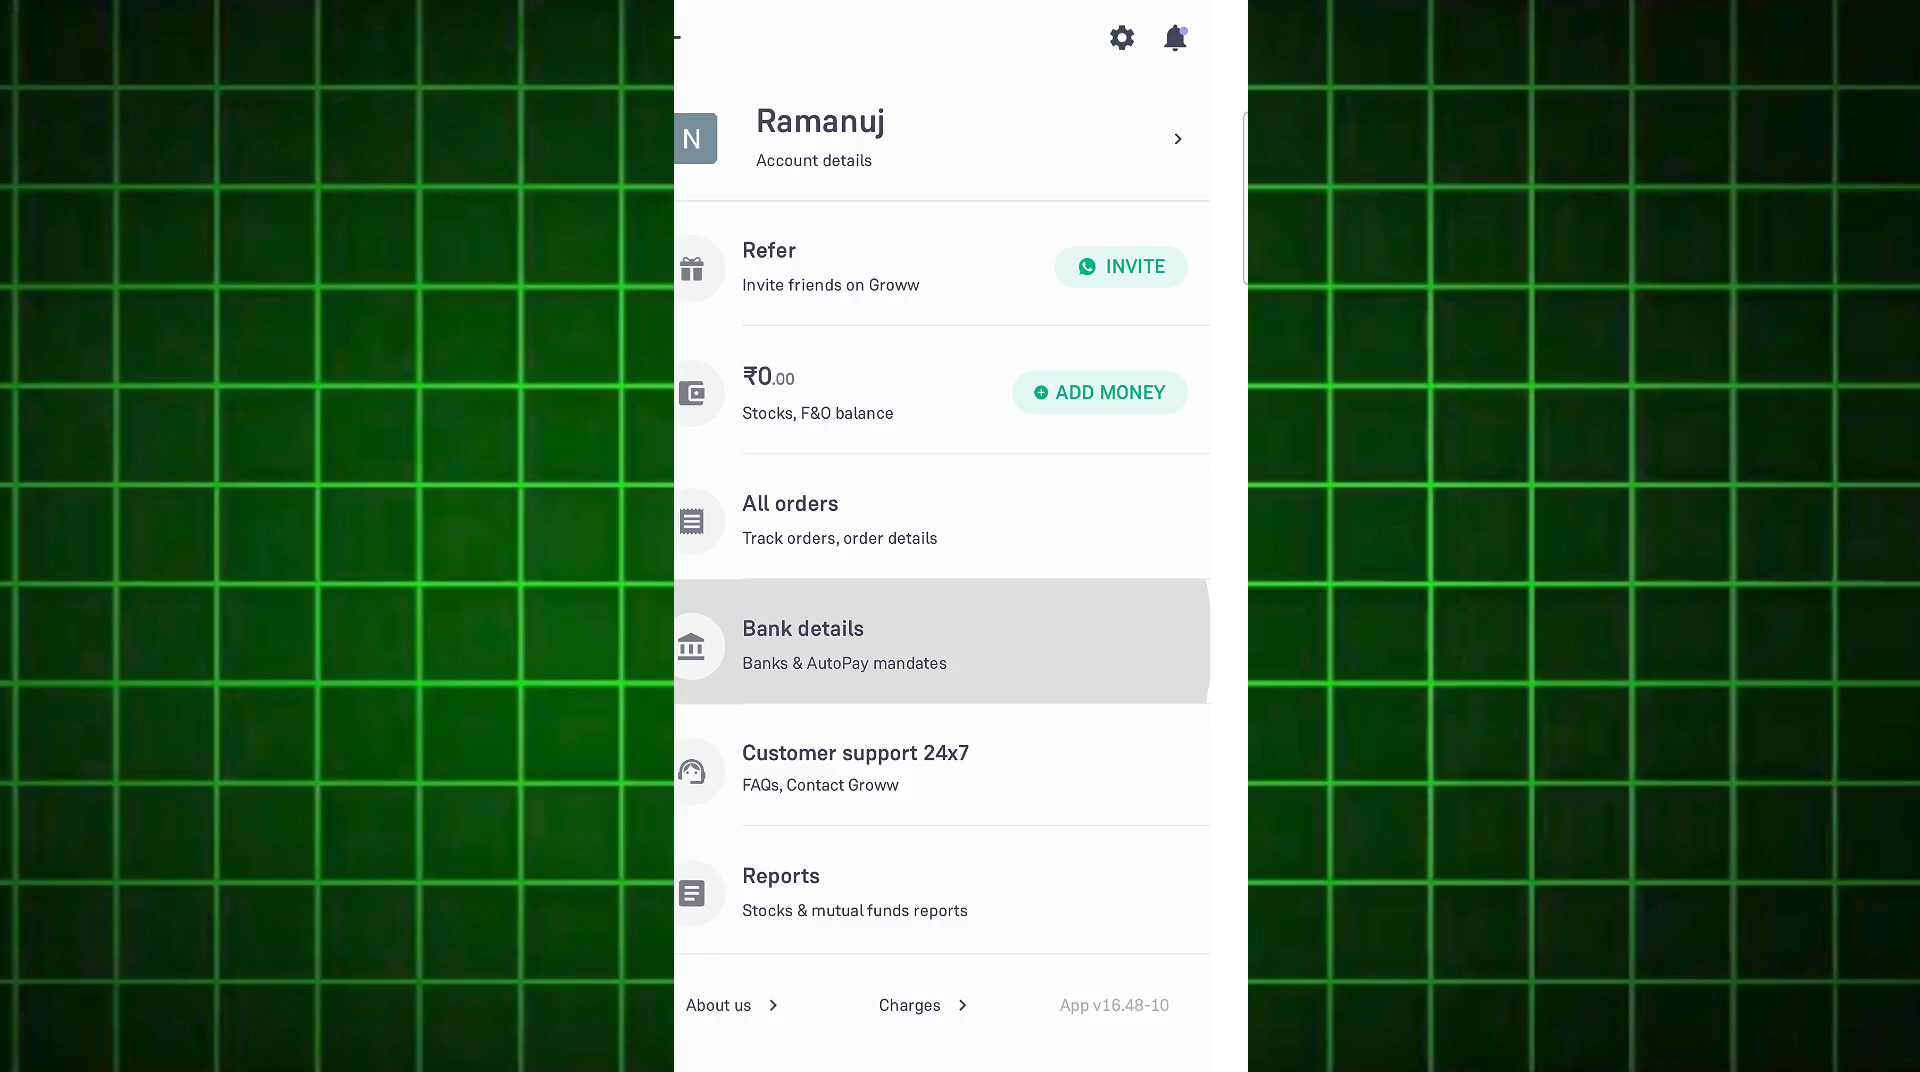 N
Ramanuj
Account details
Refer
Invite friends on Groww
INVITE
₹0.00
Stocks, F&O balance
ADD MONEY
All orders
Track orders, order details
Bank details
Banks & AutoPay mandates
Customer support 24x7
FAQs, Contact Groww
Reports
Stocks & mutual funds reports
About us
Charges
App v16.48-10